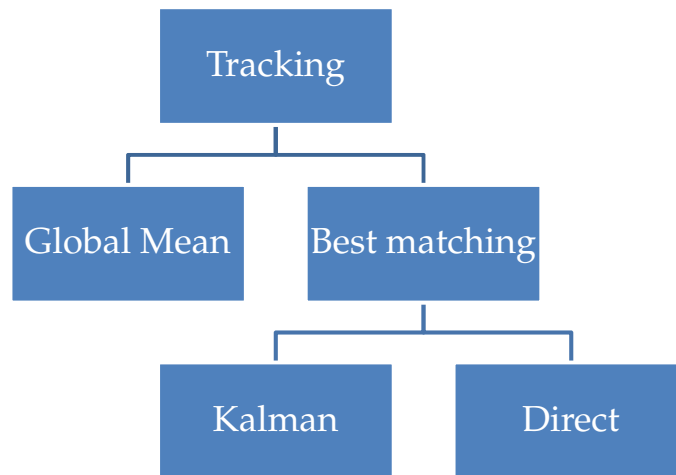 Tracking
Global Mean
Best matching
Kalman
Direct